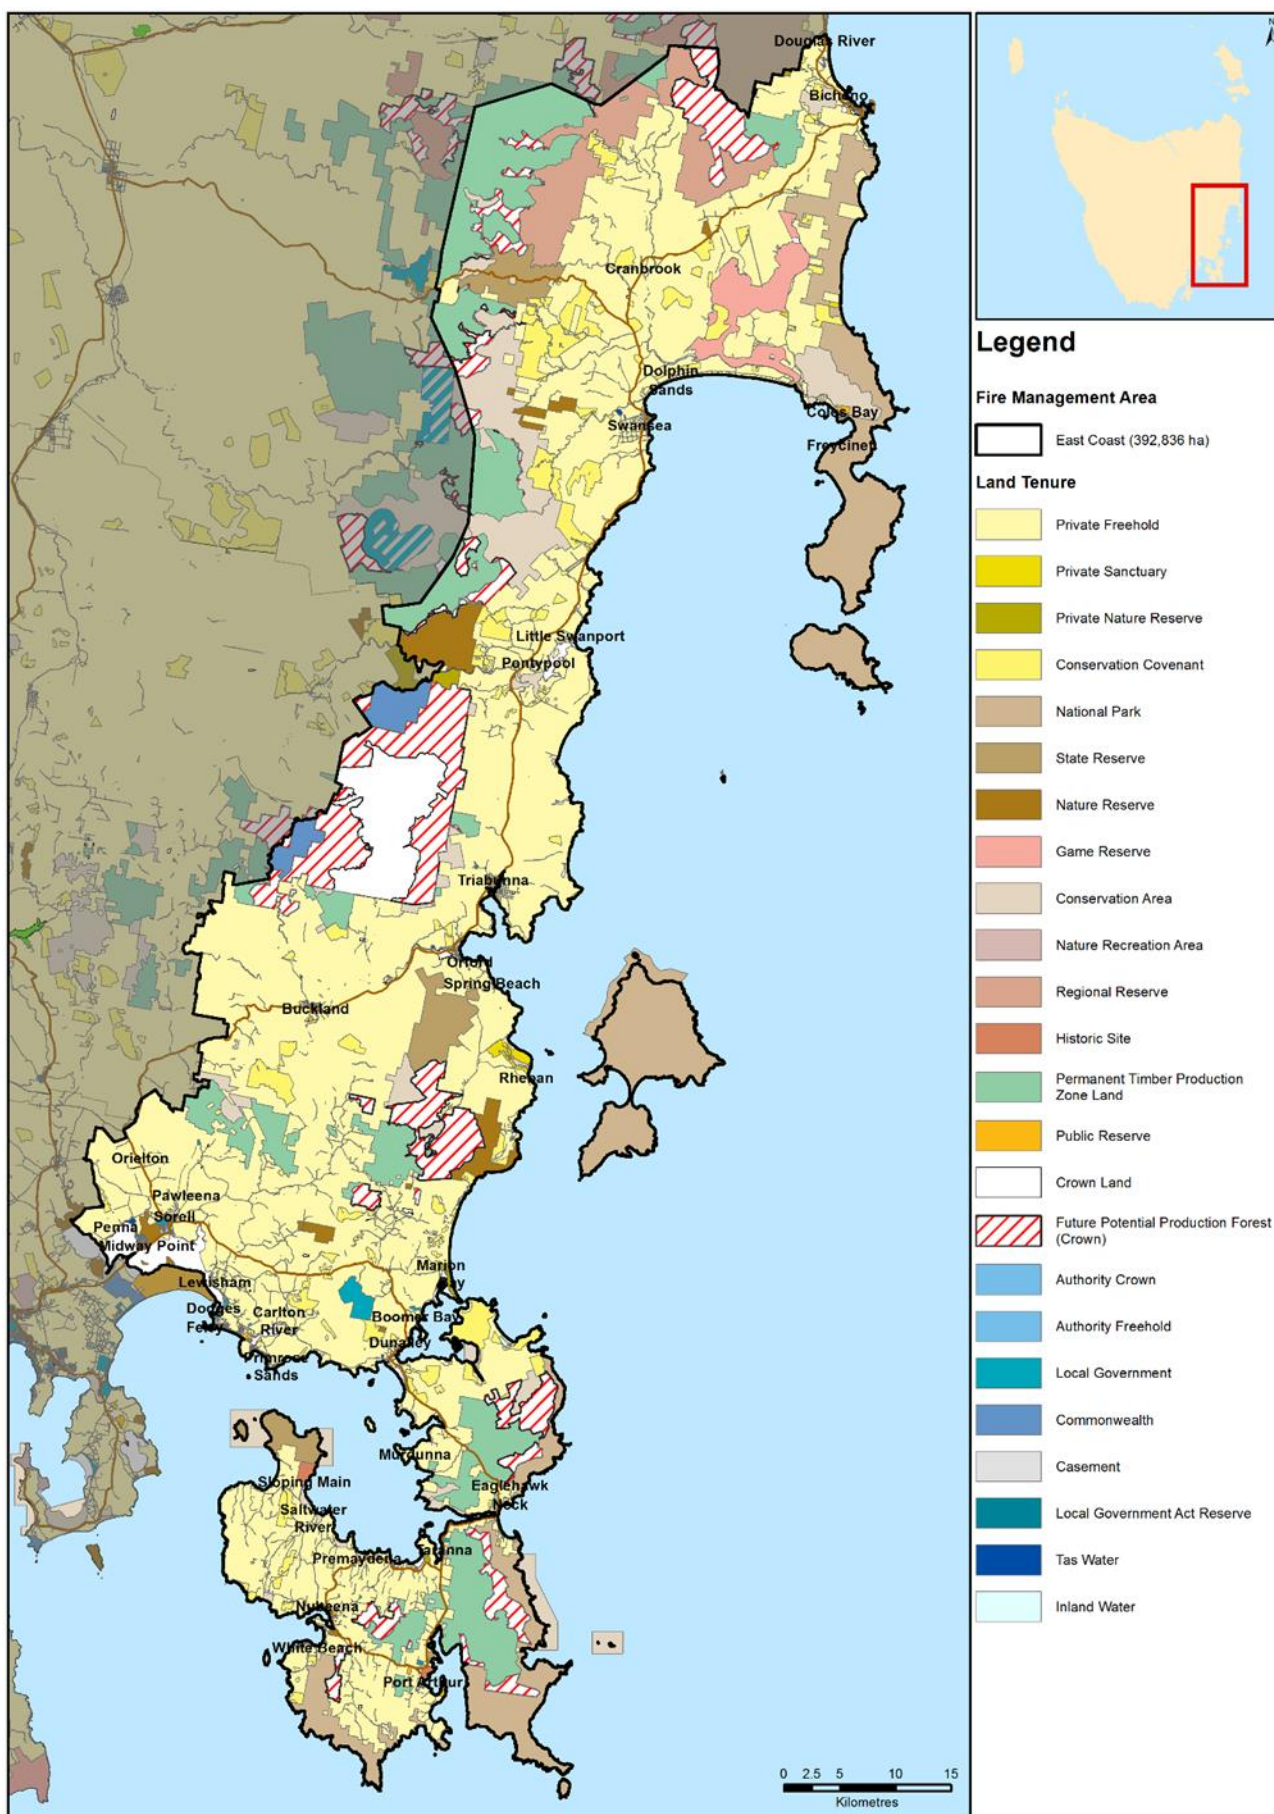 Douglas River
Bicheno
Cranbrook
Dolphin
Sands
Swansea
Coles Bay
Freycinet
Little Swanport
Pontypool
Triabunna
Orford
Spring Beach
Buckland
Rheban
Orielton
Pawleena
Sorell
Penna
Midway Point
Marion
Bay
Lewisham
Dodges
Ferry
Carlton
River
Boomer Bay
Dunalley
Primrose
Sands
Murdunna
Sloping Main
Eaglehawk
Neck
Saltwater
River
Premaydena
Taranna
Nubeena
White Beach
Port Arthur
0 2.5 5 10 15
Kilometres
N
Legend
Fire Management Area
East Coast (392,836 ha)
Land Tenure
Private Freehold
Private Sanctuary
Private Nature Reserve
Conservation Covenant
National Park
State Reserve
Nature Reserve
Game Reserve
Conservation Area
Nature Recreation Area
Regional Reserve
Historic Site
Permanent Timber Production
Zone Land
Public Reserve
Crown Land
Future Potential Production Forest
(Crown)
Authority Crown
Authority Freehold
Local Government
Commonwealth
Casement
Local Government Act Reserve
Tas Water
Inland Water